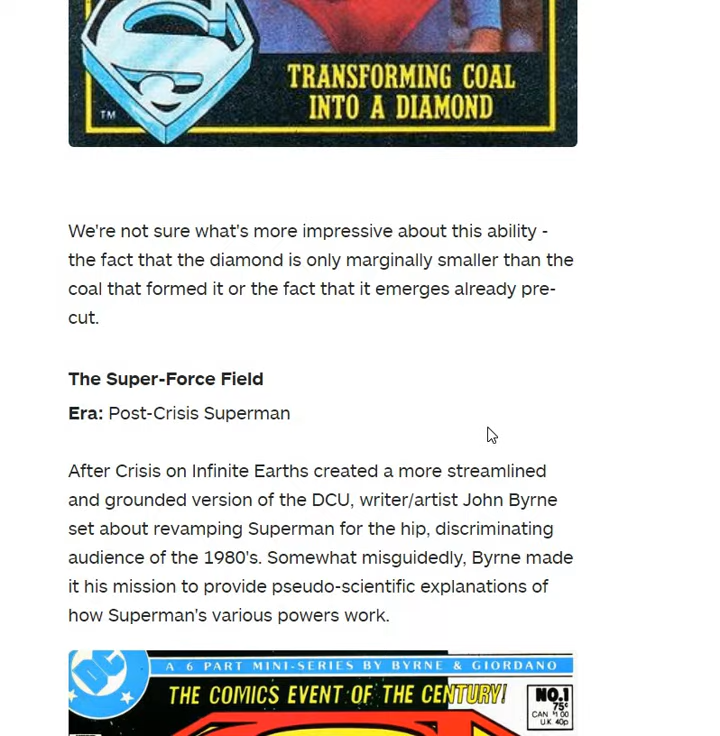 TRANSFORMING COAL
INTO A DIAMOND
TM
We're not sure what's more impressive about this ability -
the fact that the diamond is only marginally smaller than the
coal that formed it or the fact that it emerges already pre-
cut.
The Super-Force Field
Era: Post-Crisis Superman
After Crisis on Infinite Earths created a more streamlined
and grounded version of the DCU, writer/artist John Byrne
set about revamping Superman for the hip, discriminating
audience of the 1980's. Somewhat misguidedly, Byrne made
it his mission to provide pseudo-scientific explanations of
how Superman's various powers work.
DC
A 6 PART MINI-SERIES BY BYRNE & GIORDANO
THE COMICS EVENT OF THE CENTURY!
NO.1
75¢
CAN $1.00
U.K. 40p